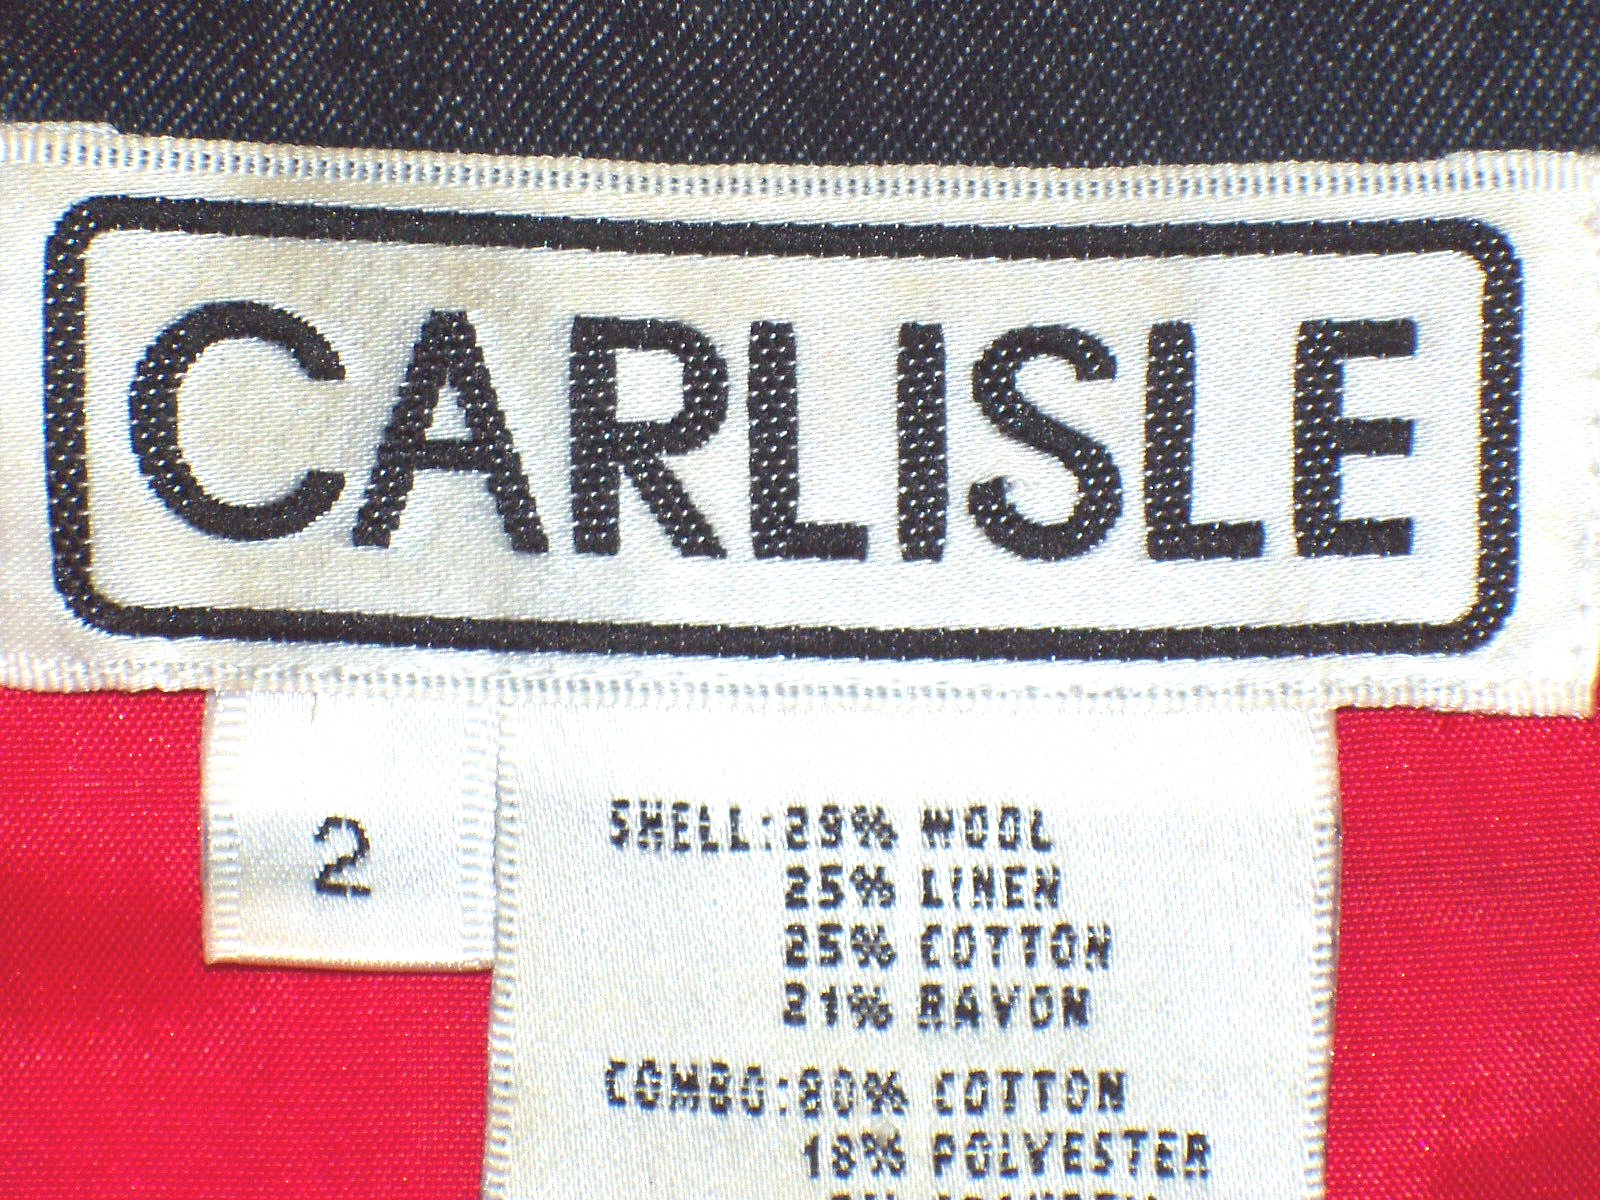 CARLISLE
2
SHELL:29% WOOL
25% LINEN
25% COTTON
21% RAYON
COMBO:80% COTTON
18% POLYESTER